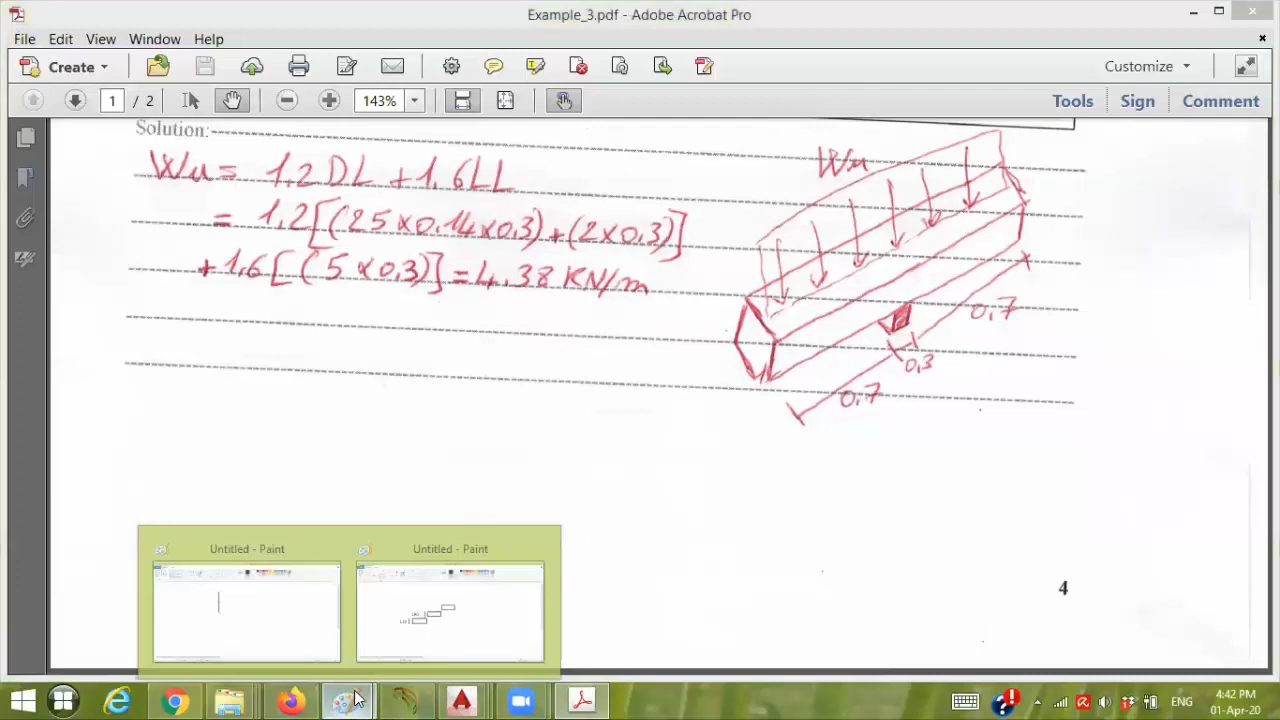 Example_3.pdf - Adobe Acrobat Pro
File Edit View Window Help
Create Customize
1 / 2 143% Tools Sign Comment
Solution:
Wu = 1,2 DL + 1,6 LL
= 1,2 [(25 x 0,14 x 0,3) + (2 x 0,3)]
+ 1,6 [(5 x 0,3)] = 4,38 KN/m
Wu
0,7
0,3
0,7
4
Untitled - Paint Untitled - Paint
ENG
4:42 PM
01-Apr-20